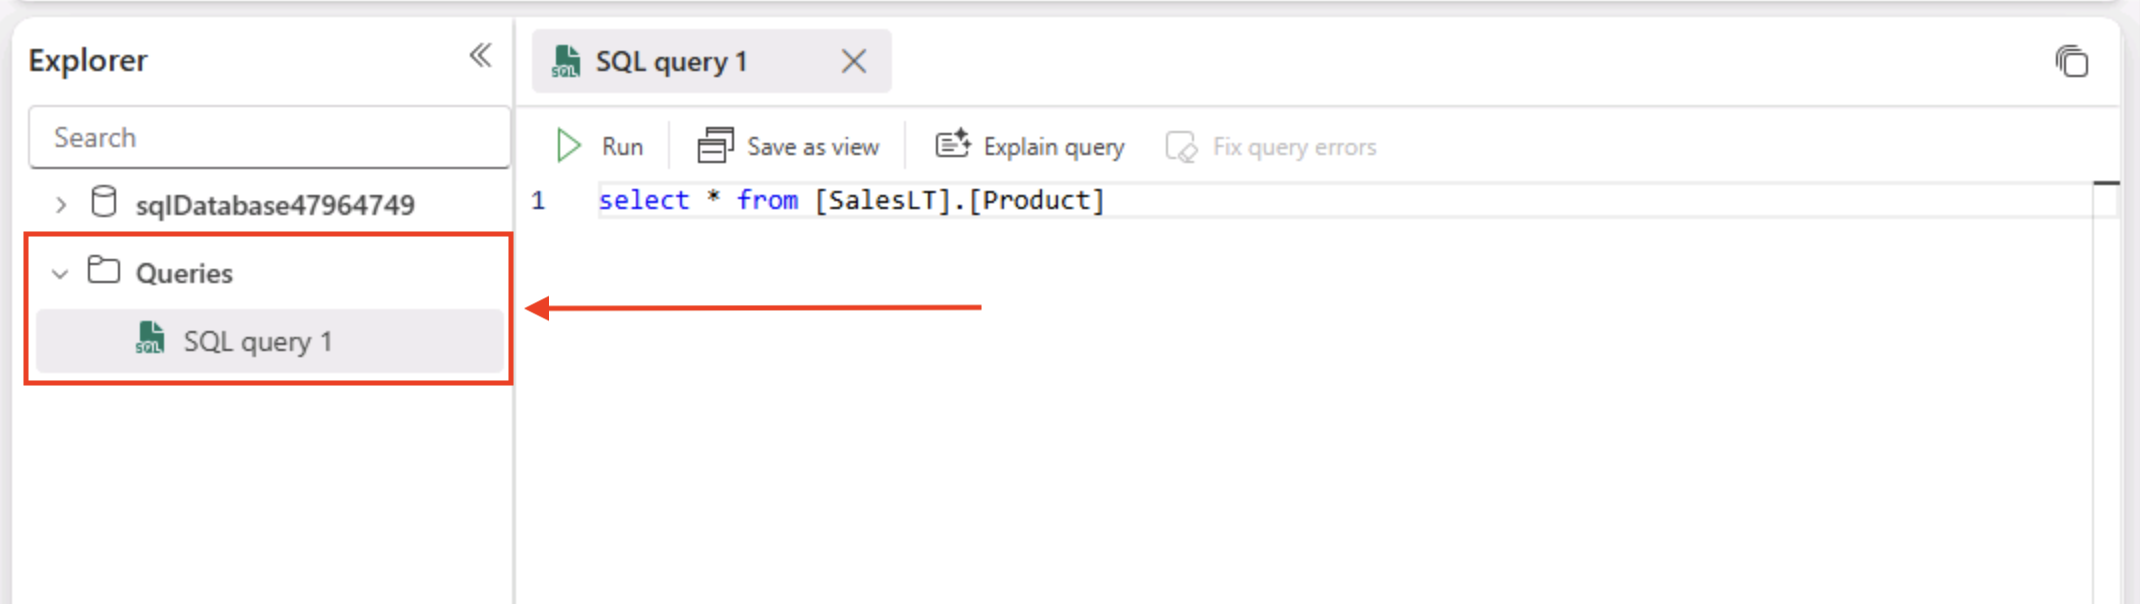 Explorer
Search
sqlDatabase47964749
Queries
SQL query 1
SQL query 1
Run
Save as view
Explain query
Fix query errors
1 select * from [SalesLT].[Product]